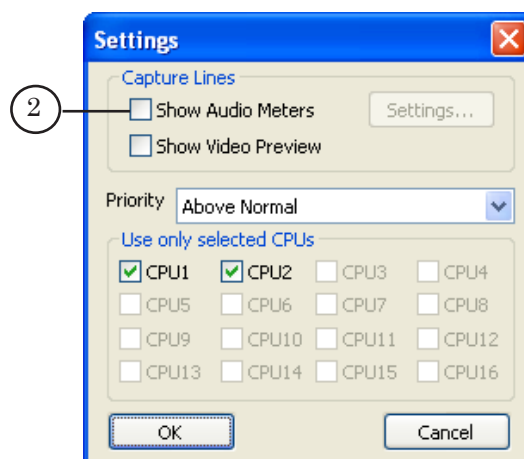 Settings
Capture Lines
2
Show Audio Meters
Settings...
Show Video Preview
Priority
Above Normal
Use only selected CPUs
CPU1 CPU2 CPU3 CPU4
CPU5 CPU6 CPU7 CPU8
CPU9 CPU10 CPU11 CPU12
CPU13 CPU14 CPU15 CPU16
OK
Cancel